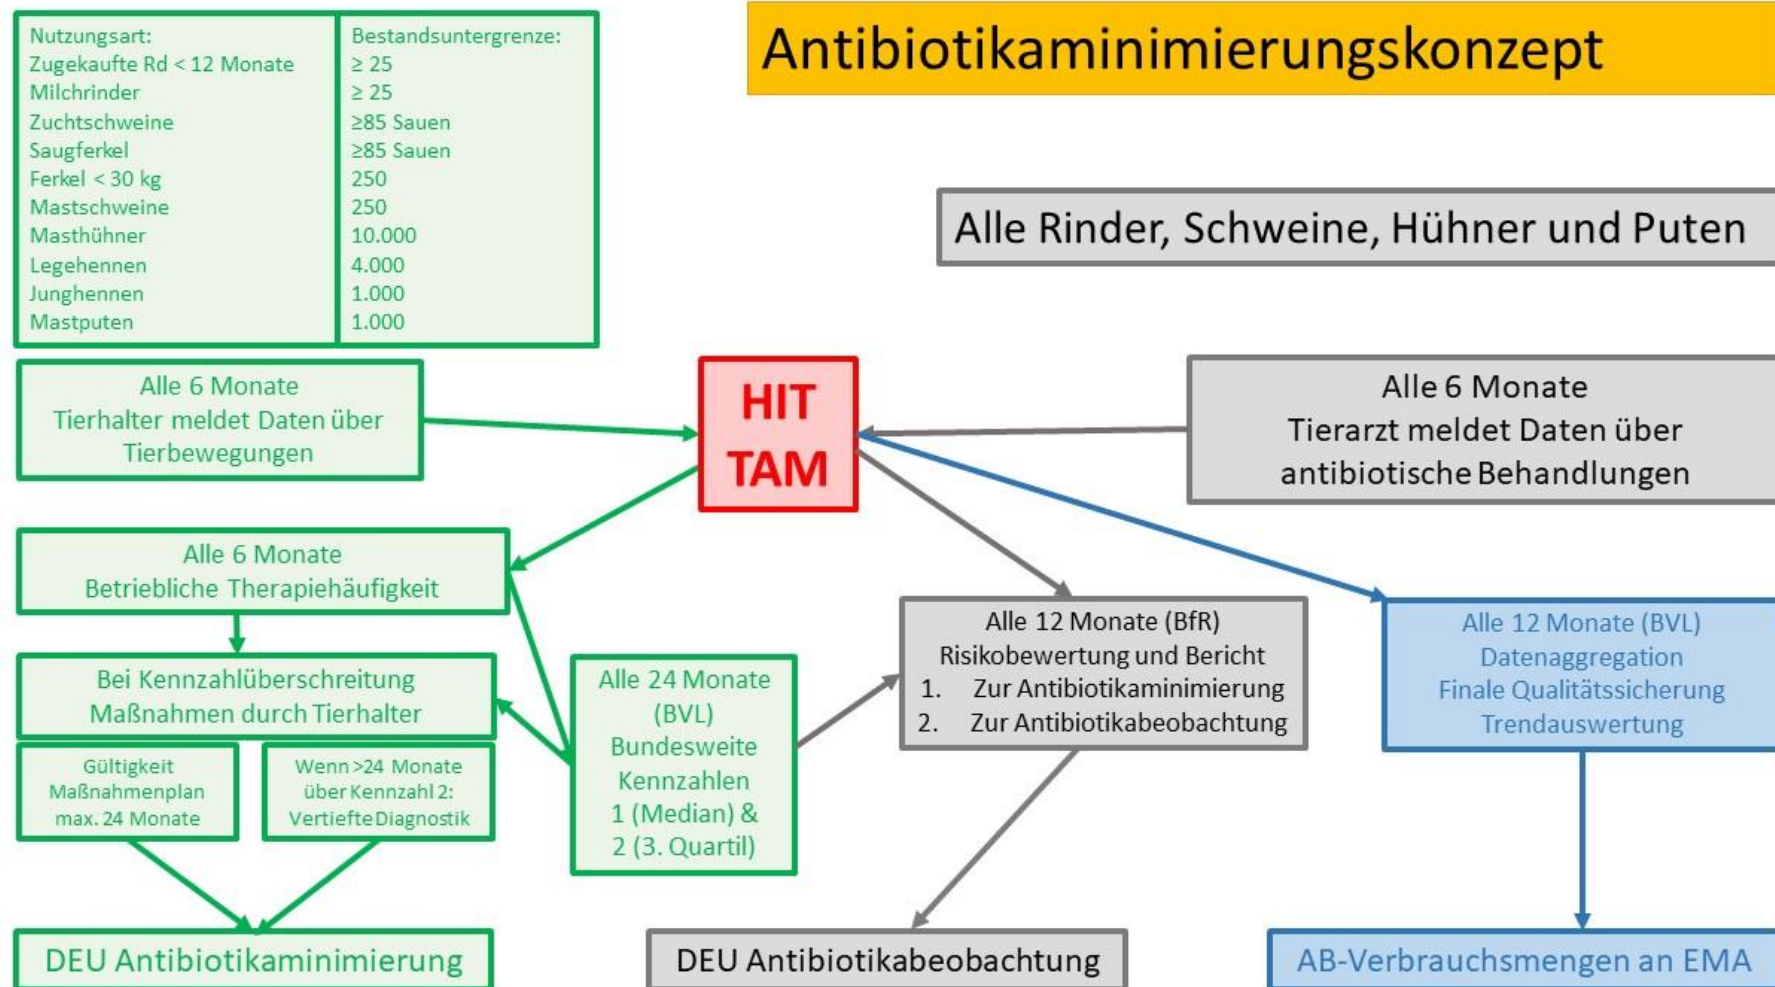 Antibiotikaminimierungskonzept
Nutzungsart: Bestandsuntergrenze:
Zugekaufte Rd < 12 Monate ≥ 25
Milchrinder ≥ 25
Zuchtschweine ≥85 Sauen
Saugferkel ≥85 Sauen
Ferkel < 30 kg 250
Mastschweine 250
Masthühner 10.000
Legehennen 4.000
Junghennen 1.000
Mastputen 1.000
Alle Rinder, Schweine, Hühner und Puten
Alle 6 Monate
Tierhalter meldet Daten über
Tierbewegungen
HIT
TAM
Alle 6 Monate
Tierarzt meldet Daten über
antibiotische Behandlungen
Alle 6 Monate
Betriebliche Therapiehäufigkeit
Bei Kennzahlüberschreitung
Maßnahmen durch Tierhalter
Gültigkeit
Maßnahmenplan
max. 24 Monate
Wenn >24 Monate
über Kennzahl 2:
Vertiefte Diagnostik
Alle 24 Monate
(BVL)
Bundesweite
Kennzahlen
1 (Median) &
2 (3. Quartil)
Alle 12 Monate (BfR)
Risikobewertung und Bericht
1. Zur Antibiotikaminimierung
2. Zur Antibiotikabeobachtung
Alle 12 Monate (BVL)
Datenaggregation
Finale Qualitätssicherung
Trendauswertung
DEU Antibiotikaminimierung
DEU Antibiotikabeobachtung
AB-Verbrauchsmengen an EMA